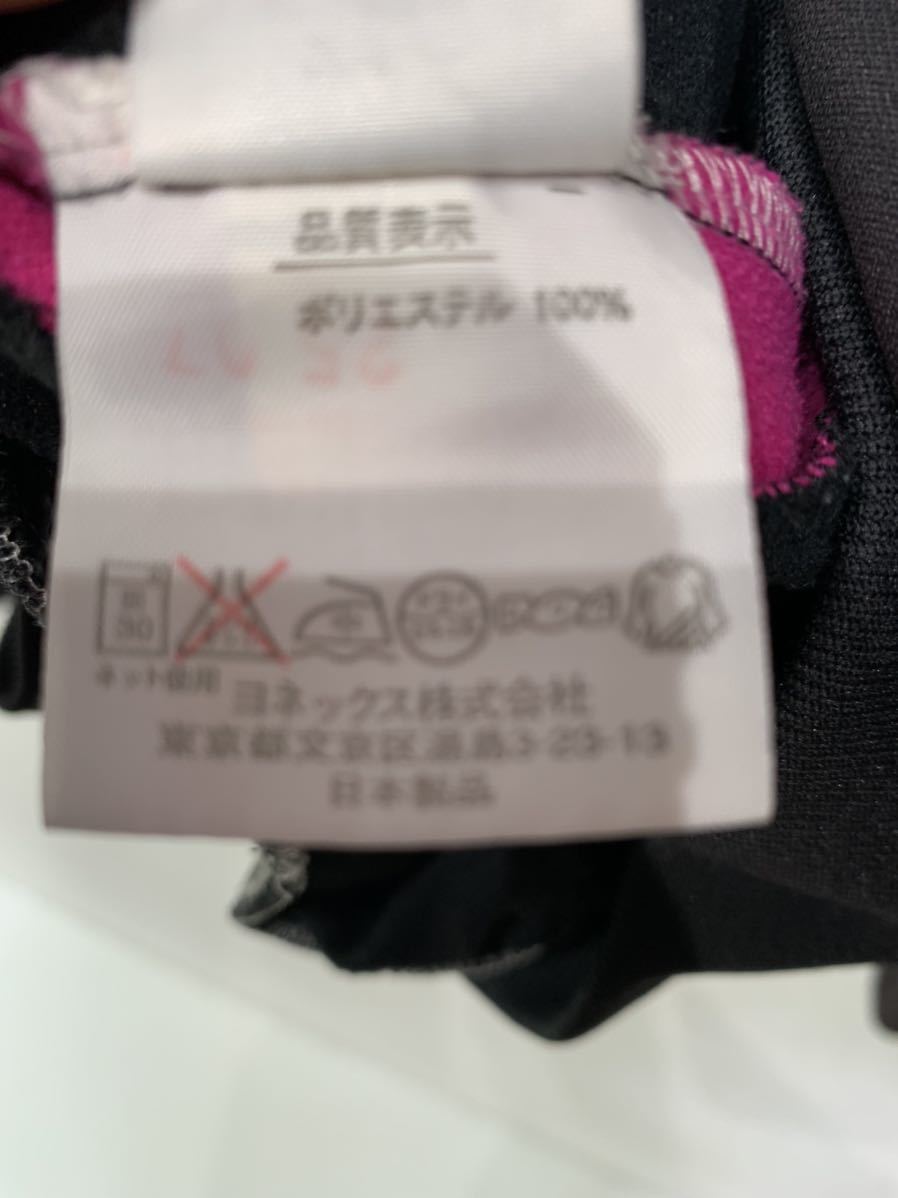 品質表示
ポリエステル 100%
30
ネット使用
ヨネックス株式会社
東京都文京区湯島3-23-13
日本製品